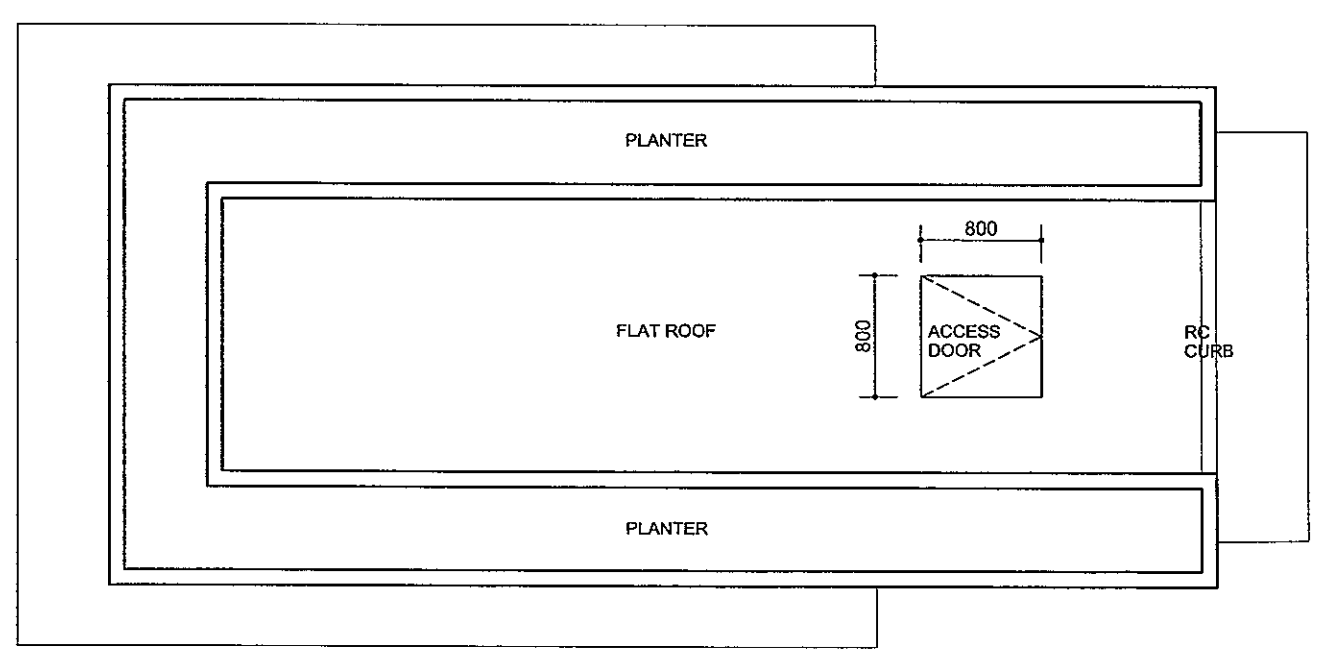 PLANTER
800
800
FLAT ROOF
ACCESS
DOOR
RC
CURB
PLANTER